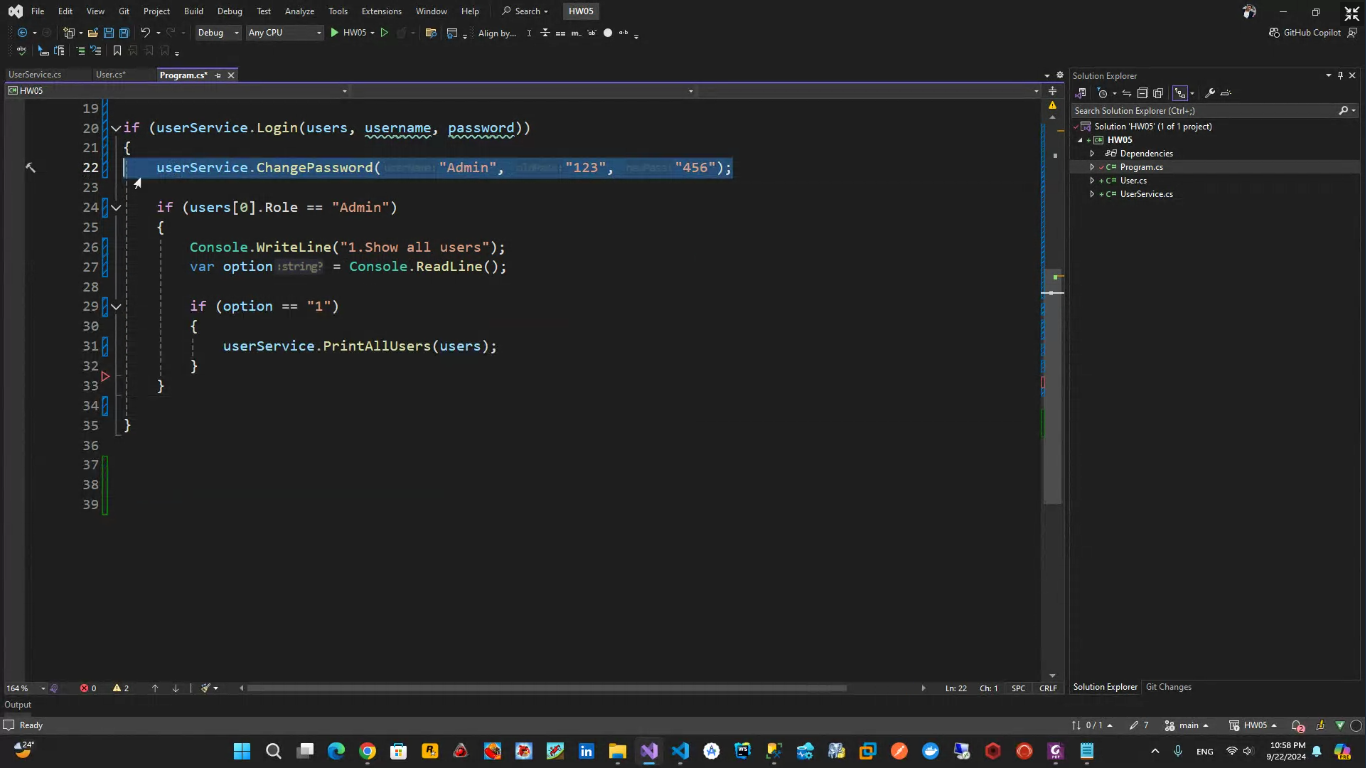 File Edit View Git Project Build Debug Test Analyze Tools Extensions Window Help Search HW05
Debug Any CPU HW05 Align by... GitHub Copilot
UserService.cs User.cs* Program.cs*
HW05
Solution Explorer
Search Solution Explorer (Ctrl+;)
Solution 'HW05' (1 of 1 project)
HW05
Dependencies
Program.cs
User.cs
UserService.cs
19
20 if (userService.Login(users, username, password))
21 {
22 userService.ChangePassword( "Admin", "123", "456");
23
24 if (users[0].Role == "Admin")
25 {
26 Console.WriteLine("1.Show all users");
27 var option :string? = Console.ReadLine();
28
29 if (option == "1")
30 {
31 userService.PrintAllUsers(users);
32 }
33 }
34
35 }
36
37
38
39
164 % 0 2 Ln: 22 Ch: 1 SPC CRLF
Solution Explorer Git Changes
Output
Ready 0 / 1 7 main HW05 2
24° ENG 10:58 PM
9/22/2024